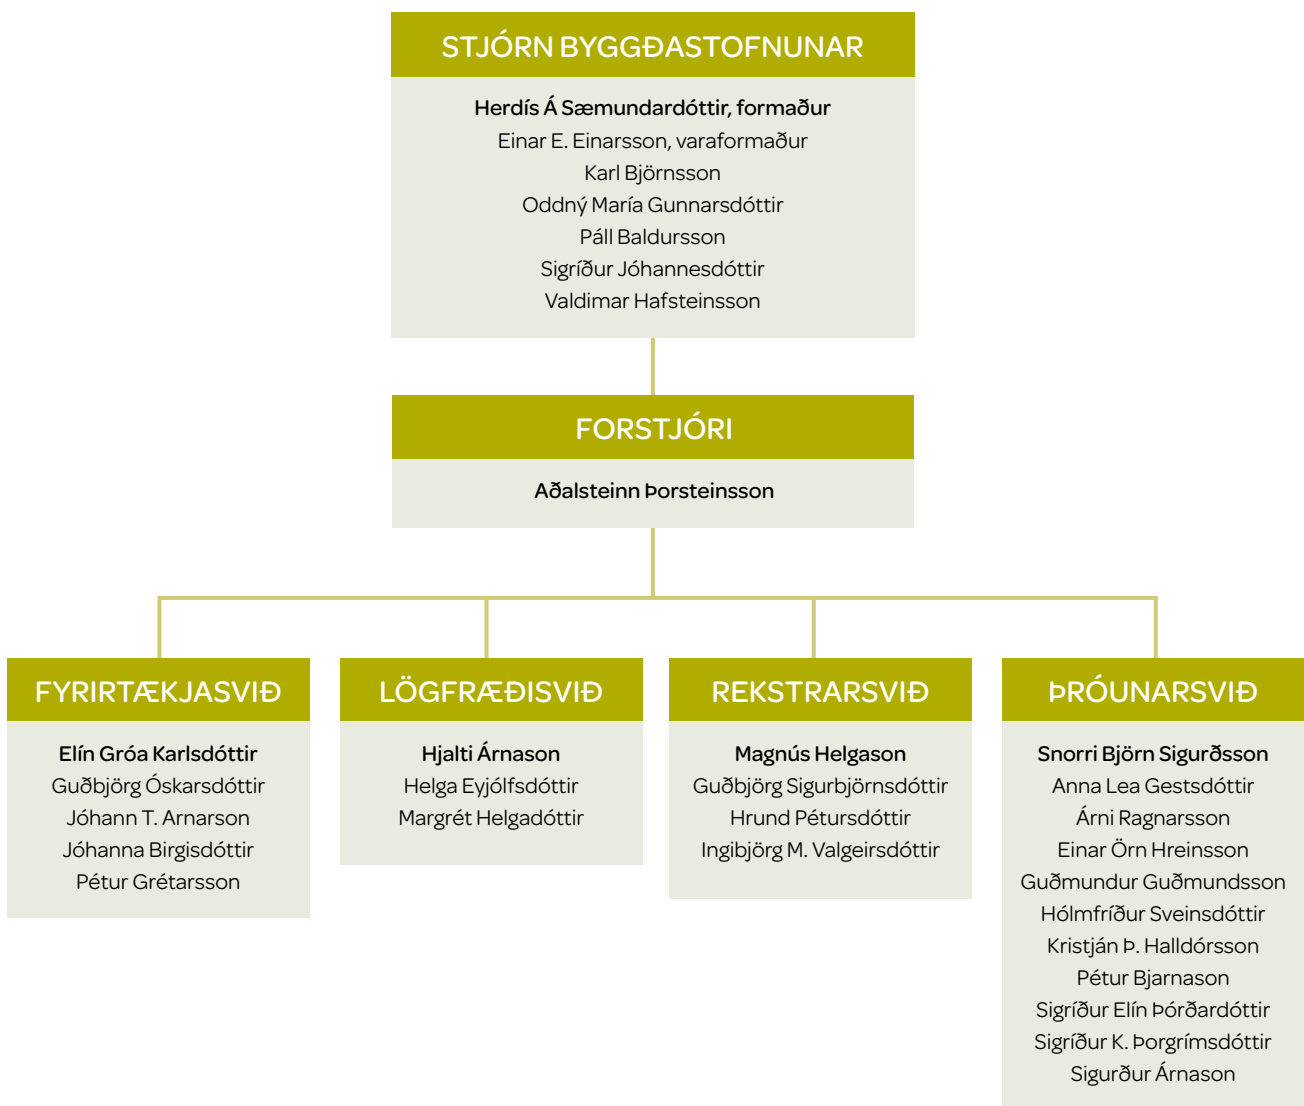 STJÓRN BYGGÐASTOFNUNAR
Herdís Á Sæmundardóttir, formaður
Einar E. Einarsson, varaformaður
Karl Björnsson
Oddný María Gunnarsdóttir
Páll Baldursson
Sigríður Jóhannesdóttir
Valdimar Hafsteinsson
FORSTJÓRI
Aðalsteinn Þorsteinsson
FYRIRTÆKJASVIÐ
Elín Gróa Karlsdóttir
Guðbjörg Óskarsdóttir
Jóhann T. Arnarson
Jóhanna Birgisdóttir
Pétur Grétarsson
LÖGFRÆÐISVIÐ
Hjalti Árnason
Helga Eyjólfsdóttir
Margrét Helgadóttir
REKSTRARSVIÐ
Magnús Helgason
Guðbjörg Sigurbjörnsdóttir
Hrund Pétursdóttir
Ingibjörg M. Valgeirsdóttir
ÞRÓUNARSVIÐ
Snorri Björn Sigurðsson
Anna Lea Gestsdóttir
Árni Ragnarsson
Einar Örn Hreinsson
Guðmundur Guðmundsson
Hólmfríður Sveinsdóttir
Kristján Þ. Halldórsson
Pétur Bjarnason
Sigríður Elín Þórðardóttir
Sigríður K. Þorgrímsdóttir
Sigurður Árnason